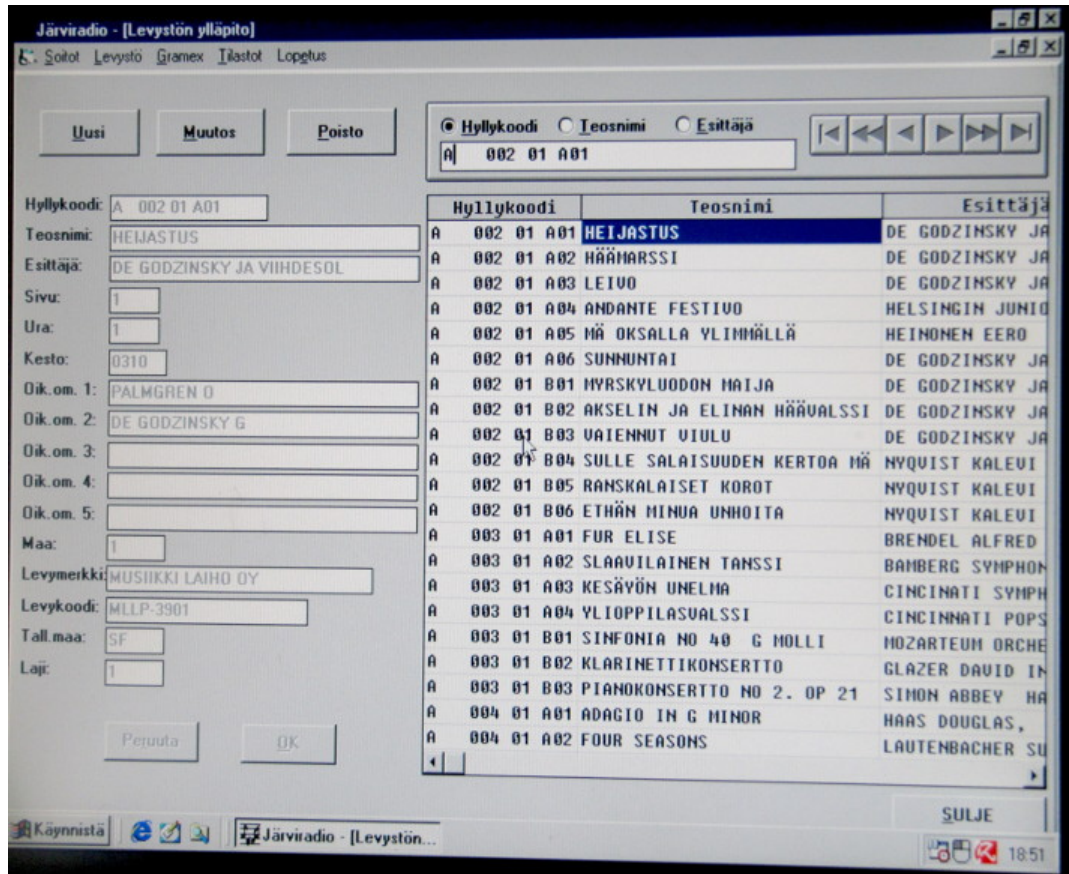 Järviradio - [Levystön ylläpito]
Soitot Levystö Gramex Tilastot Lopetus
Uusi Muutos Poisto
Hyllykoodi Teosnimi Esittäjä
A 002 01 A01
Hyllykoodi: A 002 01 A01
Teosnimi: HEIJASTUS
Esittäjä: DE GODZINSKY JA VIIHDESOL
Sivu: 1
Ura: 1
Kesto: 0310
Oik.om. 1: PALMGREN O
Oik.om. 2: DE GODZINSKY G
Oik.om. 3:
Oik.om. 4:
Oik.om. 5:
Maa: 1
Levymerkki: MUSIIKKI LAIHO OY
Levykoodi: MLLP-3901
Tall.maa: SF
Laji: 1
Peruuta OK
Hyllykoodi Teosnimi Esittäjä
A 002 01 A01 HEIJASTUS DE GODZINSKY JA
A 002 01 A02 HÄÄMARSSI DE GODZINSKY JA
A 002 01 A03 LEIVO DE GODZINSKY JA
A 002 01 A04 ANDANTE FESTIVO HELSINGIN JUNIO
A 002 01 A05 MÄ OKSALLA YLIMMÄLLÄ HEINONEN EERO
A 002 01 A06 SUNNUNTAI DE GODZINSKY JA
A 002 01 B01 MYRSKYLUODON MAIJA DE GODZINSKY JA
A 002 01 B02 AKSELIN JA ELINAN HÄÄVALSSI DE GODZINSKY JA
A 002 01 B03 VAIENNUT VIULU DE GODZINSKY JA
A 002 01 B04 SULLE SALAISUUDEN KERTOA MÄ NYQVIST KALEVI
A 002 01 B05 RANSKALAISET KOROT NYQVIST KALEVI
A 002 01 B06 ETHÄN MINUA UNHOITA NYQVIST KALEVI
A 003 01 A01 FUR ELISE BRENDEL ALFRED
A 003 01 A02 SLAAVILAINEN TANSSI BAMBERG SYMPHON
A 003 01 A03 KESÄYÖN UNELMA CINCINATI SYMPH
A 003 01 A04 YLIOPPILASVALSSI CINCINNATI POPS
A 003 01 B01 SINFONIA NO 40 G MOLLI MOZARTEUM ORCHE
A 003 01 B02 KLARINETTIKONSERTTO GLAZER DAVID IN
A 003 01 B03 PIANOKONSERTTO NO 2. OP 21 SIMON ABBEY HA
A 004 01 A01 ADAGIO IN G MINOR HAAS DOUGLAS,
A 004 01 A02 FOUR SEASONS LAUTENBACHER SU
SULJE
Käynnistä Järviradio - [Levystön... 18:51